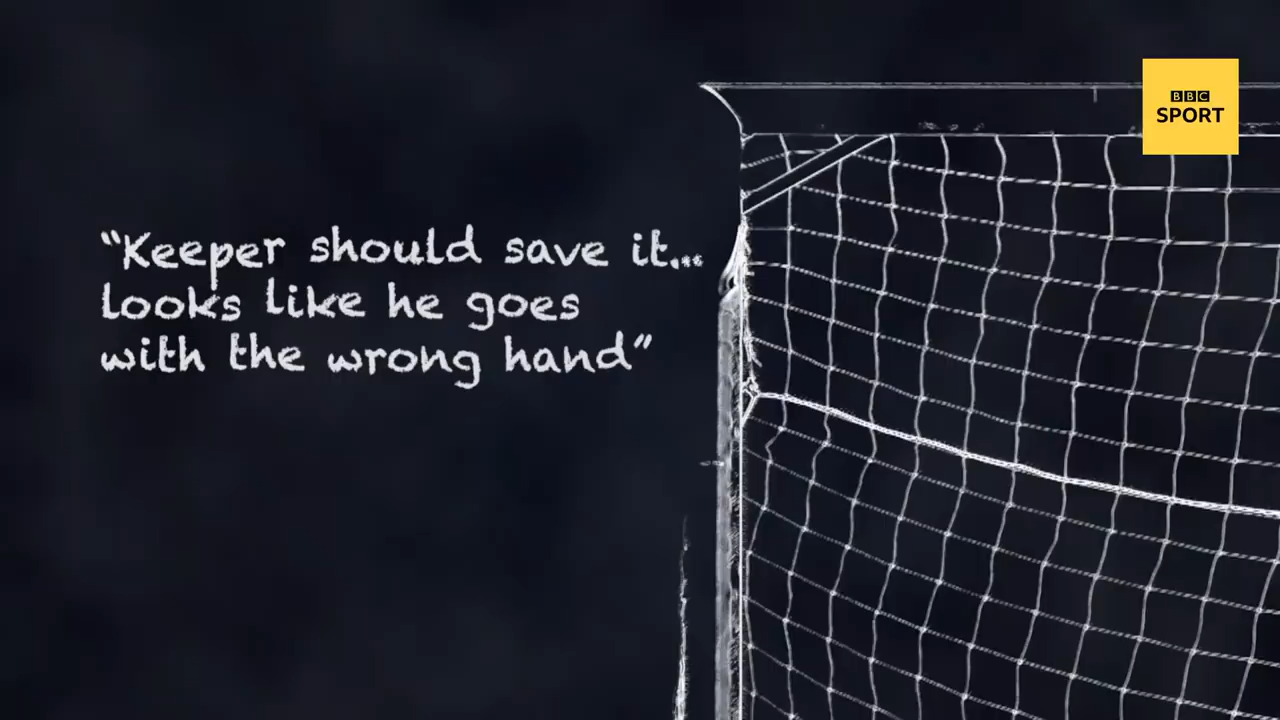 “Keeper should save it...
looks like he goes
with the wrong hand”
BBC
SPORT